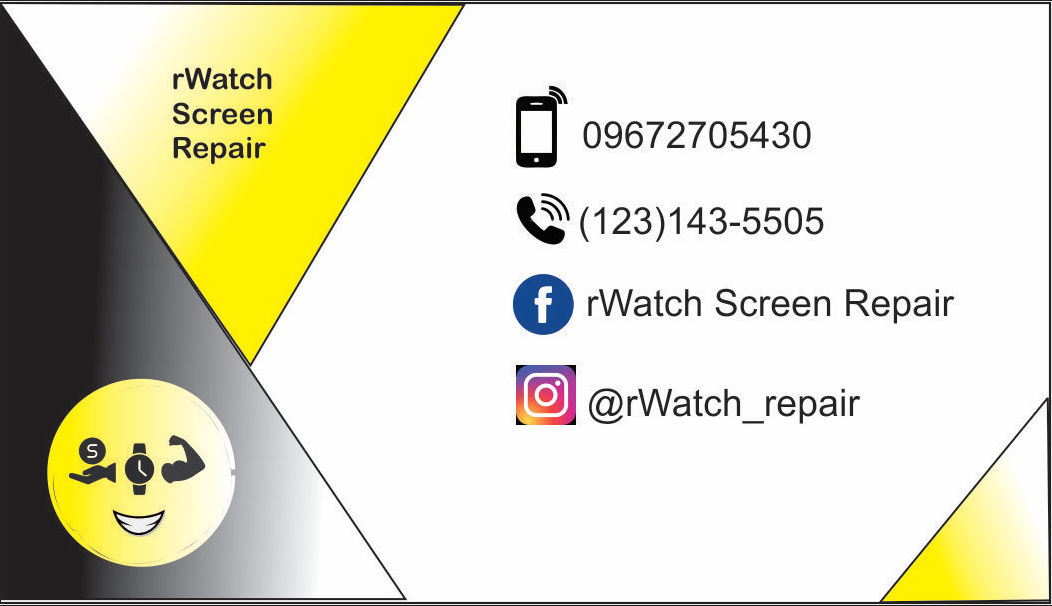 rWatch
Screen
Repair
09672705430
(123)143-5505
rWatch Screen Repair
@rWatch_repair
S